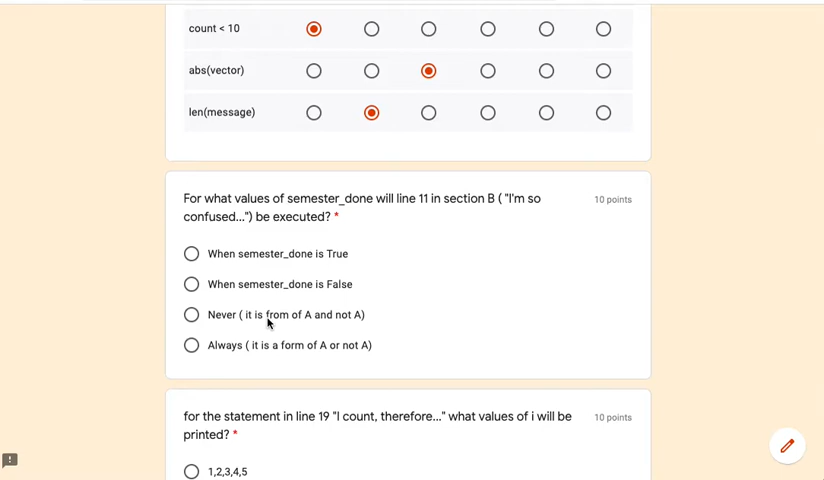 count < 10
abs(vector)
len(message)
For what values of semester_done will line 11 in section B ( "I'm so
10 points
confused...") be executed? *
When semester_done is True
When semester_done is False
Never ( it is from of A and not A)
Always ( it is a form of A or not A)
for the statement in line 19 "I count, therefore..." what values of i will be
10 points
printed? *
1,2,3,4,5